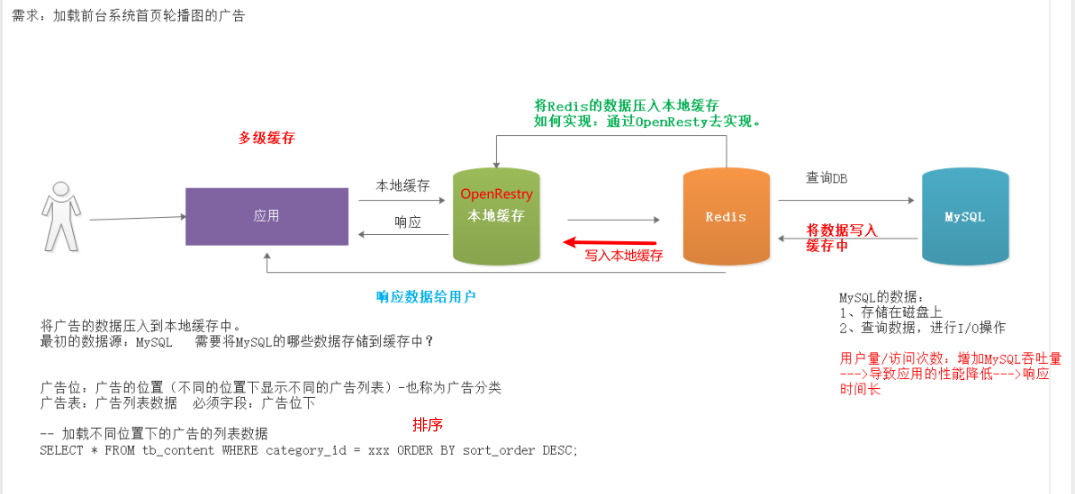 需求：加载前台系统首页轮播图的广告
将Redis的数据压入本地缓存
如何实现：通过OpenResty去实现。
多级缓存
本地缓存
查询DB
OpenRestry
应用
本地缓存
Redis
MySQL
响应
将数据写入
缓存中
写入本地缓存
响应数据给用户
MySQL的数据：
1、存储在磁盘上
2、查询数据，进行I/O操作
将广告的数据压入到本地缓存中。
最初的数据源：MySQL 需要将MySQL的哪些数据存储到缓存中？
用户量/访问次数：增加MySQL吞吐量
--->导致应用的性能降低--->响应
时间长
广告位：广告的位置（不同的位置下显示不同的广告列表）-也称为广告分类
广告表：广告列表数据 必须字段：广告位下
排序
-- 加载不同位置下的广告的列表数据
SELECT * FROM tb_content WHERE category_id = xxx ORDER BY sort_order DESC;